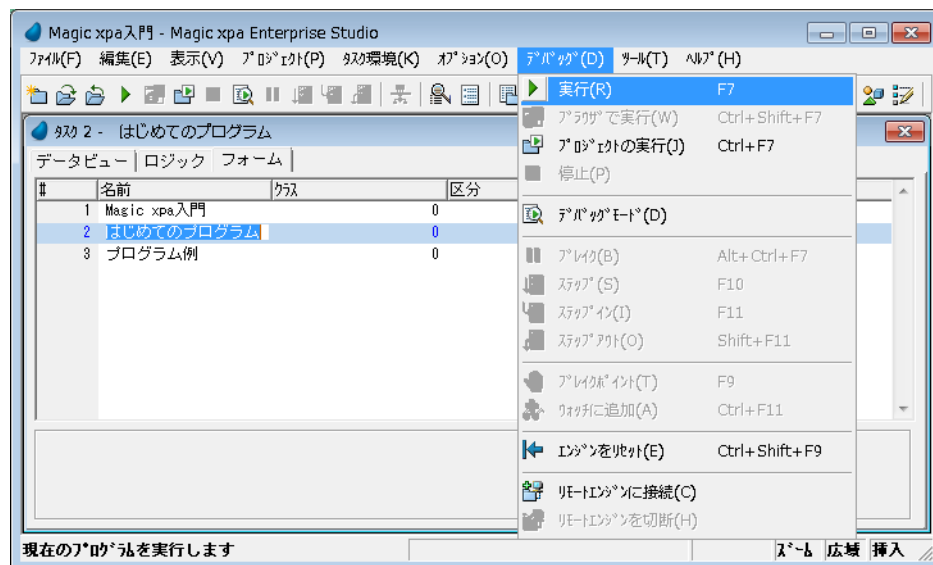 Magic xpa入門 - Magic xpa Enterprise Studio
ﾌｧｲﾙ(F) 編集(E) 表示(V) ﾌﾟﾛｼﾞｪｸﾄ(P) ﾀｽｸ環境(K) ｵﾌﾟｼｮﾝ(O) ﾃﾞﾊﾞｯｸﾞ(D) ﾂｰﾙ(T) ﾍﾙﾌﾟ(H)
実行(R) F7
ﾌﾞﾗｳｻﾞで実行(W) Ctrl+Shift+F7
ﾌﾟﾛｼﾞｪｸﾄの実行(J) Ctrl+F7
停止(P)
ﾃﾞﾊﾞｯｸﾞﾓｰﾄﾞ(D)
ﾌﾞﾚｲｸ(B) Alt+Ctrl+F7
ｽﾃｯﾌﾟ(S) F10
ｽﾃｯﾌﾟｲﾝ(I) F11
ｽﾃｯﾌﾟｱｳﾄ(O) Shift+F11
ﾌﾞﾚｲｸﾎﾟｲﾝﾄ(T) F9
ｳｫｯﾁに追加(A) Ctrl+F11
ｴﾝｼﾞﾝをﾘｾｯﾄ(E) Ctrl+Shift+F9
ﾘﾓｰﾄｴﾝｼﾞﾝに接続(C)
ﾘﾓｰﾄｴﾝｼﾞﾝを切断(H)
ﾀｽｸ 2 - はじめてのプログラム
データビュー ロジック フォーム
# 名前 ｸﾗｽ 区分
1 Magic xpa入門 0
2 はじめてのプログラム 0
3 プログラム例 0
現在のﾌﾟﾛｸﾞﾗﾑを実行します ｽﾞｰﾑ 広域 挿入